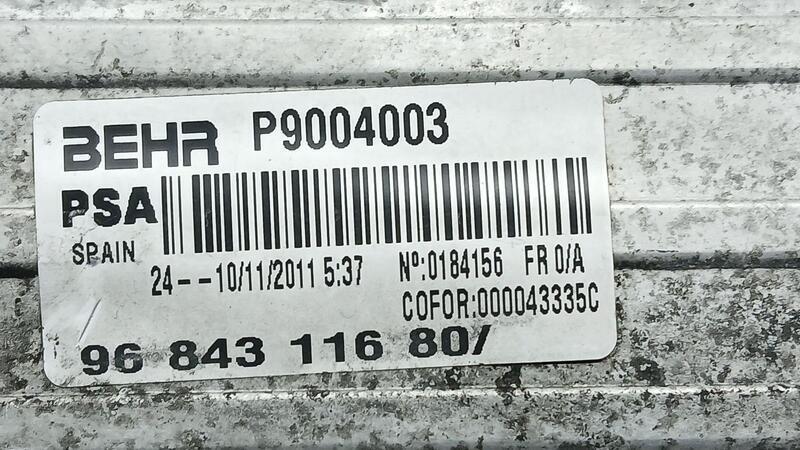 BEHR P9004003
PSA
SPAIN
24--10/11/2011 5:37 Nº:0184156 FR 0/A
COFOR:000043335C
96 843 116 80/